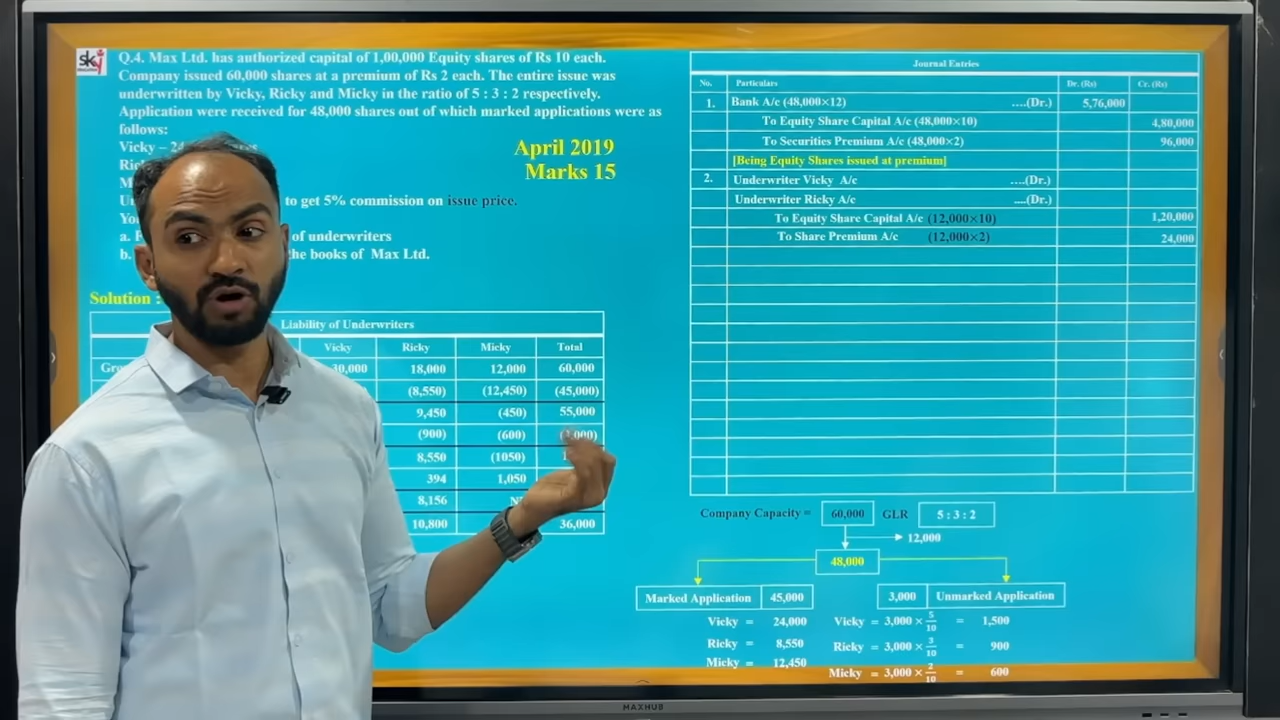 sky
Q.4. Max Ltd. has authorized capital of 1,00,000 Equity shares of Rs 10 each.
Company issued 60,000 shares at a premium of Rs 2 each. The entire issue was
underwritten by Vicky, Ricky and Micky in the ratio of 5 : 3 : 2 respectively.
Application were received for 48,000 shares out of which marked applications were as
follows:
Vicky – 24
April 2019
Marks 15
to get 5% commission on issue price.
of underwriters
b. the books of Max Ltd.
Solution :
Liability of Underwriters
Vicky Ricky Micky Total
30,000 18,000 12,000 60,000
(8,550) (12,450) (45,000)
9,450 (450) 55,000
(900) (600)
8,550 (1050)
394 1,050
8,156
10,800 36,000
Journal Entries
No. Particulars Dr. (Rs) Cr. (Rs)
1. Bank A/c (48,000×12) ....(Dr.) 5,76,000
To Equity Share Capital A/c (48,000×10) 4,80,000
To Securities Premium A/c (48,000×2) 96,000
[Being Equity Shares issued at premium]
2. Underwriter Vicky A/c ....(Dr.)
Underwriter Ricky A/c ....(Dr.)
To Equity Share Capital A/c (12,000×10) 1,20,000
To Share Premium A/c (12,000×2) 24,000
Company Capacity = 60,000 GLR 5 : 3 : 2
12,000
48,000
Marked Application 45,000 3,000 Unmarked Application
Vicky = 24,000 Vicky = 3,000 × 5/10 = 1,500
Ricky = 8,550 Ricky = 3,000 × 3/10 = 900
Micky = 12,450 Micky = 3,000 × 2/10 = 600
MAXHUB